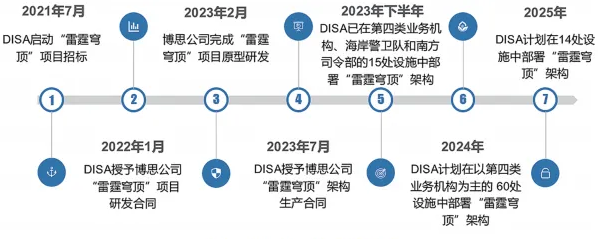 2021年7月
DISA启动“雷霆穹
顶”项目招标
2023年2月
博思公司完成“雷霆
穹顶”项目原型研发
2023年下半年
DISA已在第四类业务机
构、海岸警卫队和南方
司令部的15处设施中部
署“雷霆穹顶”架构
2025年
DISA计划在14处设
施中部署“雷霆穹
顶”架构
1
2
3
4
5
6
7
2022年1月
DISA授予博思公司
“雷霆穹顶”项目
研发合同
2023年7月
DISA授予博思公司
“雷霆穹顶”架构
生产合同
2024年
DISA计划在以第四类
业务机构为主的 60处
设施中部署“雷霆穹
顶”架构